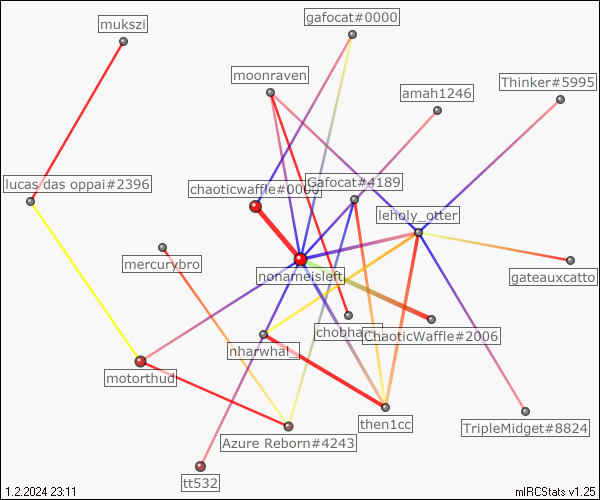 gafocat#0000
mukszi
moonraven
Thinker#5995
amah1246
lucas das oppai#2396
chaoticwaffle#0000
Gafocat#4189
leholy_otter
mercurybro
nonameisleft
gateauxcatto
ChaoticWaffle#2006
nharwhal_
motorthud
then1cc
TripleMidget#8824
Azure Reborn#4243
tt532
1.2.2024 23:11
mIRCStats v1.25